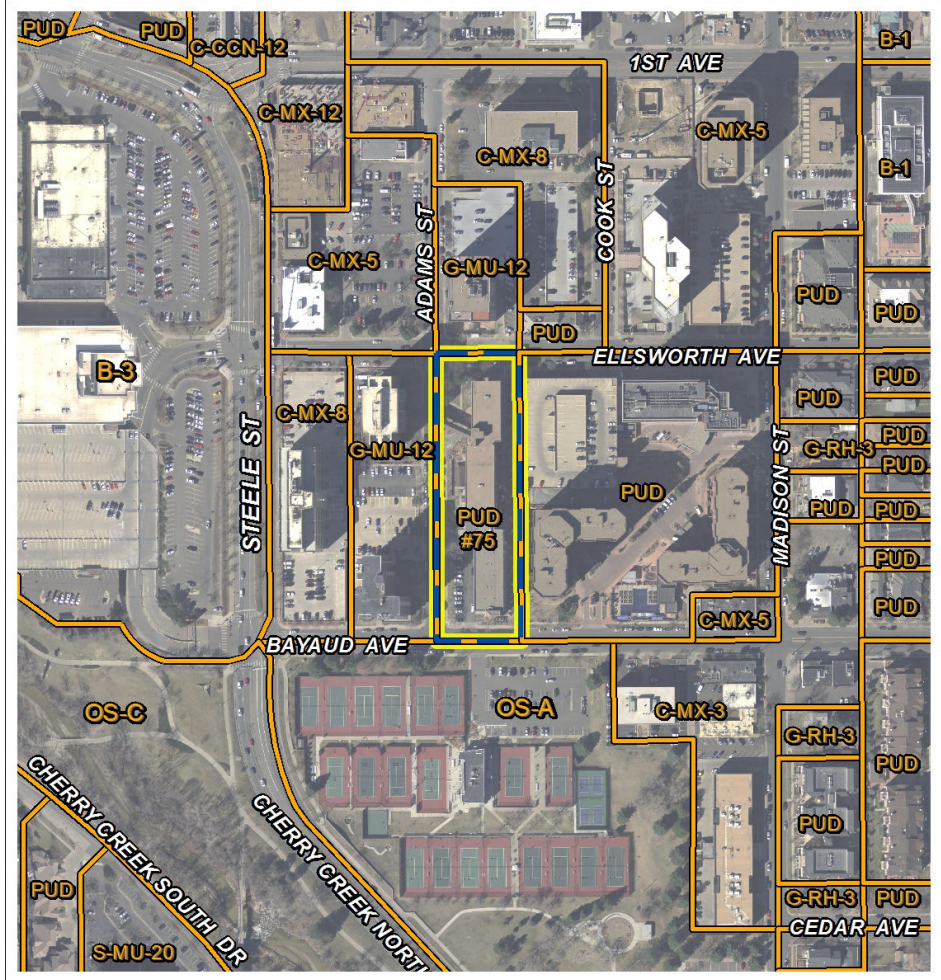 PUD
PUD
C-CCN-12
B-1
1ST AVE
C-MX-12
C-MX-5
C-MX-8
B-1
COOK ST
ADAMS ST
C-MX-5
G-MU-12
PUD
PUD
PUD
ELLSWORTH AVE
B-3
PUD
PUD
C-MX-8
STEELE ST
G-MU-12
MADISON ST
G-RH-3
PUD
PUD
PUD
PUD
#75
PUD
PUD
PUD
PUD
C-MX-5
BAYAUD AVE
OS-C
OS-A
C-MX-3
G-RH-3
PUD
CHERRY CREEK SOUTH DR
CHERRY CREEK NORTH
PUD
PUD
G-RH-3
PUD
CEDAR AVE
S-MU-20